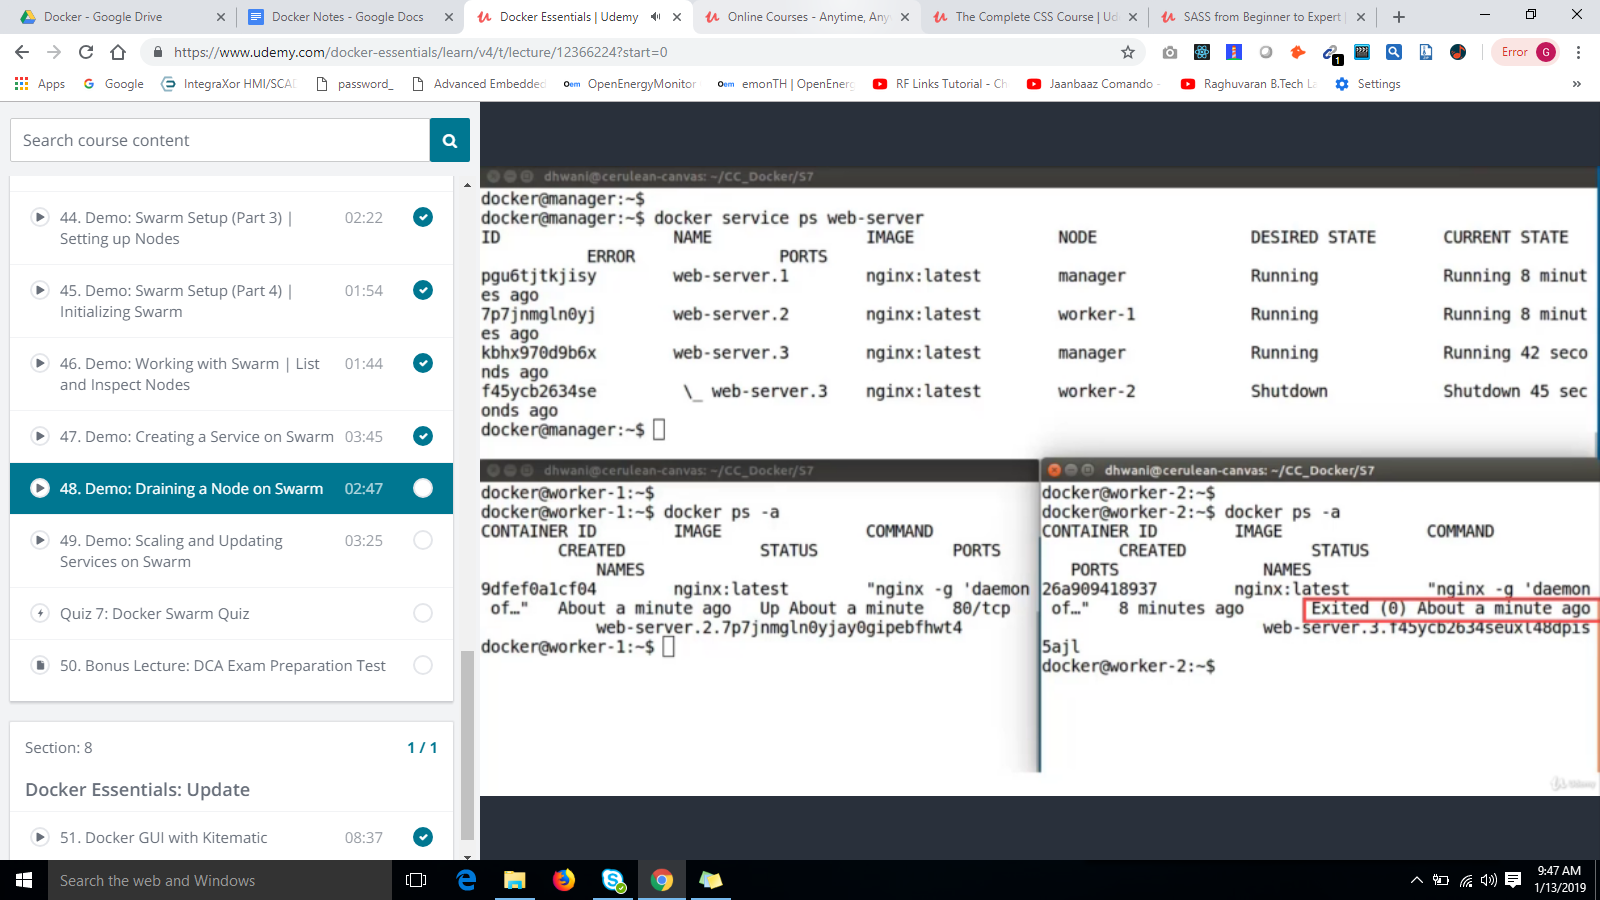 Docker - Google Drive
Docker Notes - Google Docs
Docker Essentials | Udemy
Online Courses - Anytime, Any
The Complete CSS Course | Ud
SASS from Beginner to Expert |
https://www.udemy.com/docker-essentials/learn/v4/t/lecture/12366224?start=0
1
Error G
Apps
Google
IntegraXor HMI/SCAD
password_
Advanced Embedded
OpenEnergyMonitor
emonTH | OpenEnerg
RF Links Tutorial - Ch
Jaanbaaz Comando -
Raghuvaran B.Tech La
Settings
»
Search course content
44. Demo: Swarm Setup (Part 3) | 02:22
Setting up Nodes
45. Demo: Swarm Setup (Part 4) | 01:54
Initializing Swarm
46. Demo: Working with Swarm | List 01:44
and Inspect Nodes
47. Demo: Creating a Service on Swarm 03:45
48. Demo: Draining a Node on Swarm 02:47
49. Demo: Scaling and Updating 03:25
Services on Swarm
Quiz 7: Docker Swarm Quiz
50. Bonus Lecture: DCA Exam Preparation Test
Section: 8 1 / 1
Docker Essentials: Update
51. Docker GUI with Kitematic 08:37
dhwani@cerulean-canvas: ~/CC_Docker/S7
docker@manager:~$
docker@manager:~$ docker service ps web-server
ID NAME IMAGE NODE DESIRED STATE CURRENT STATE
ERROR PORTS
pgu6tjtkjisy web-server.1 nginx:latest manager Running Running 8 minut
es ago
7p7jnmgln0yj web-server.2 nginx:latest worker-1 Running Running 8 minut
es ago
kbhx970d9b6x web-server.3 nginx:latest manager Running Running 42 seco
nds ago
f45ycb2634se \_ web-server.3 nginx:latest worker-2 Shutdown Shutdown 45 sec
onds ago
docker@manager:~$
dhwani@cerulean-canvas: ~/CC_Docker/S7
docker@worker-1:~$
docker@worker-1:~$ docker ps -a
CONTAINER ID IMAGE COMMAND
CREATED STATUS PORTS
NAMES
9dfef0a1cf04 nginx:latest "nginx -g 'daemon
of…" About a minute ago Up About a minute 80/tcp
web-server.2.7p7jnmgln0yjay0gipebfhwt4
docker@worker-1:~$
dhwani@cerulean-canvas: ~/CC_Docker/S7
docker@worker-2:~$
docker@worker-2:~$ docker ps -a
CONTAINER ID IMAGE COMMAND
CREATED STATUS
PORTS NAMES
26a909418937 nginx:latest "nginx -g 'daemon
of…" 8 minutes ago Exited (0) About a minute ago
web-server.3.f45ycb2634seuxl48dpis
5ajl
docker@worker-2:~$
Udemy
Search the web and Windows
9:47 AM
1/13/2019